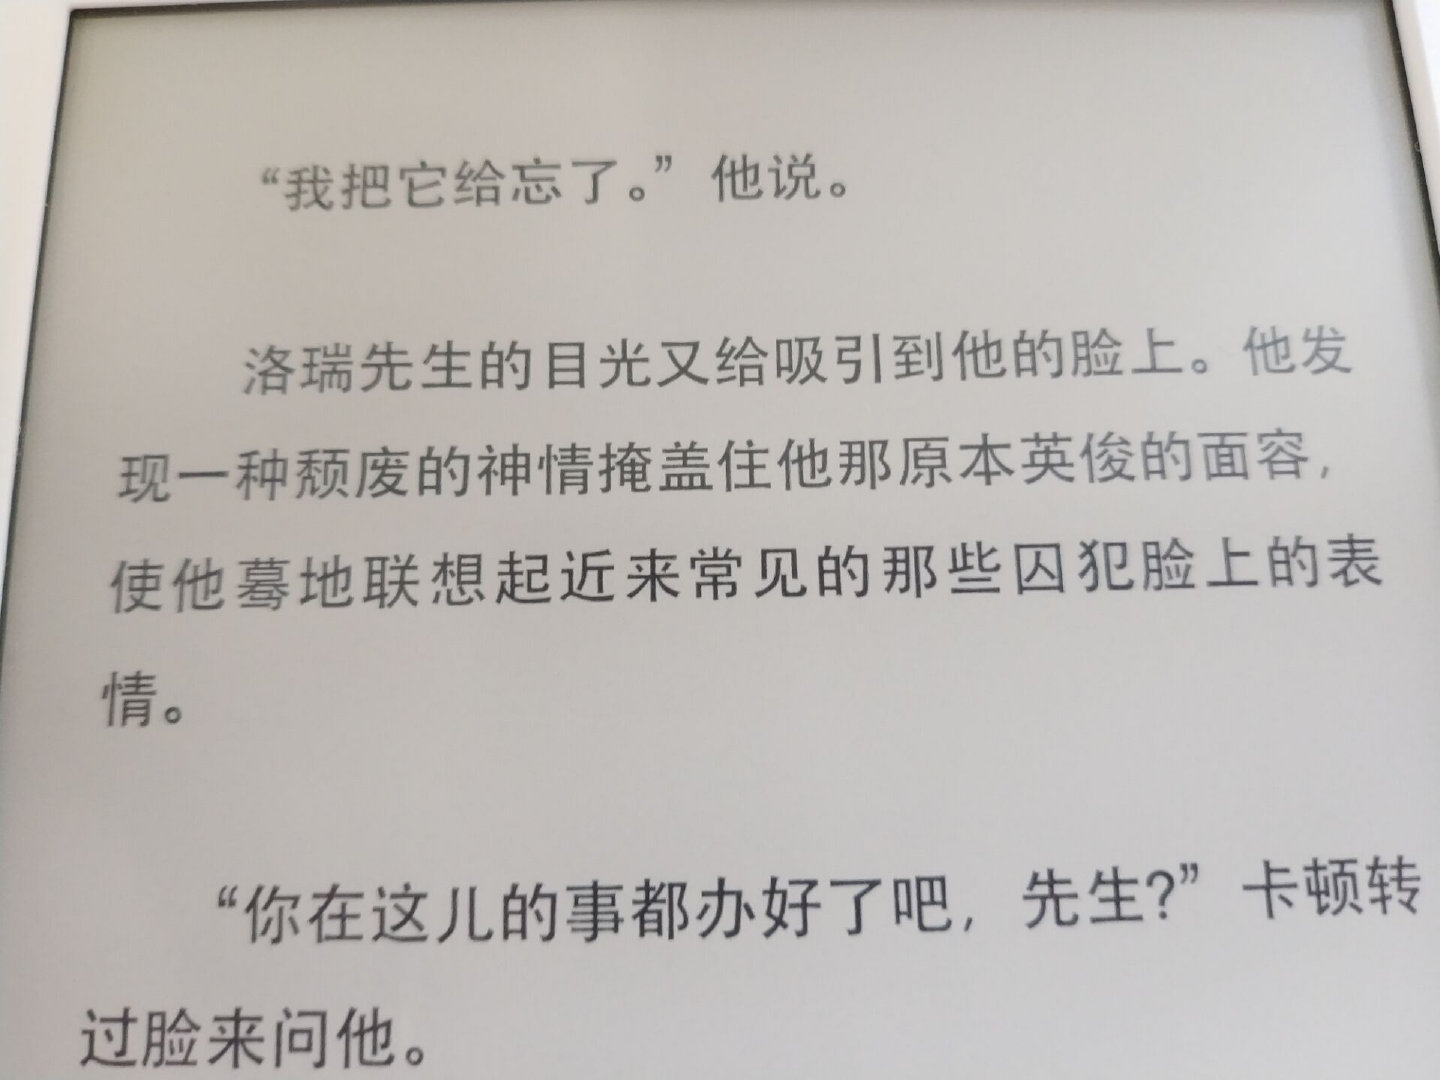 “我把它给忘了。”他说。
洛瑞先生的目光又给吸引到他的脸上。他发
现一种颓废的神情掩盖住他那原本英俊的面容，
使他蓦地联想起近来常见的那些囚犯脸上的表
情。
“你在这儿的事都办好了吧，先生?”卡顿转
过脸来问他。